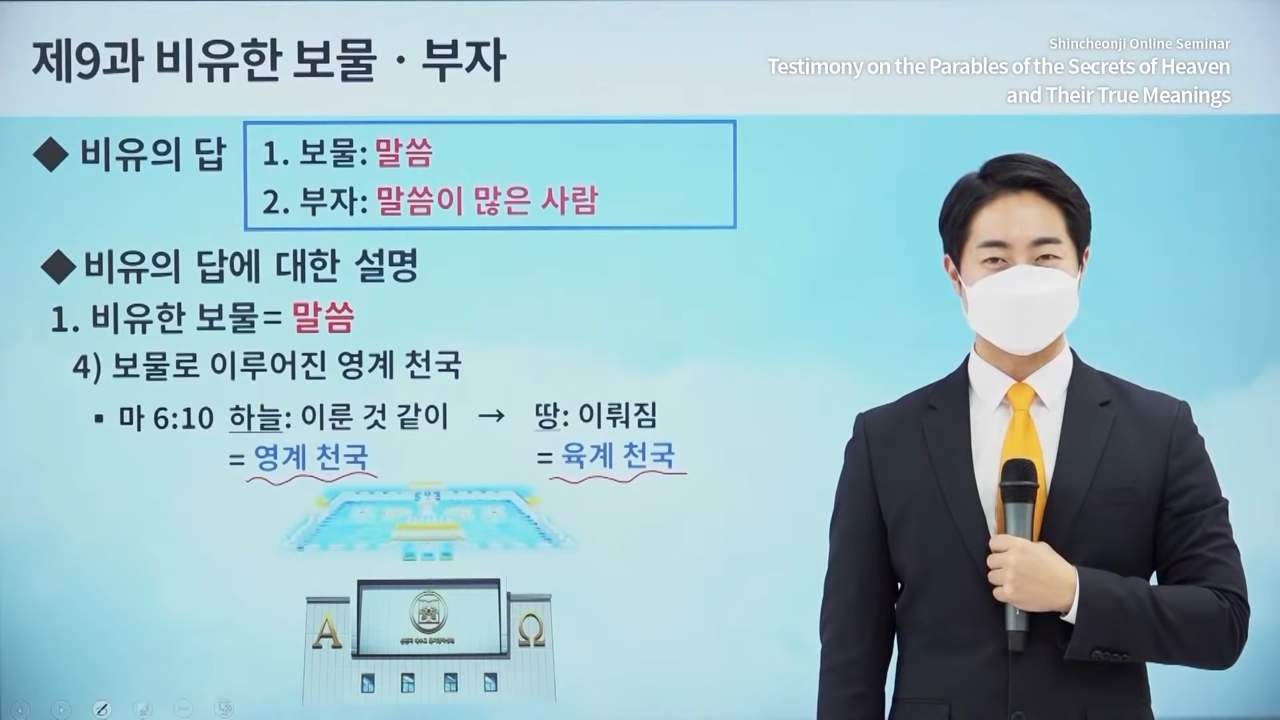 제9과 비유한 보물 · 부자
Shincheonji Online Seminar
Testimony on the Parables of the Secrets of Heaven
and Their True Meanings
◆ 비유의 답
1. 보물: 말씀
2. 부자: 말씀이 많은 사람
◆ 비유의 답에 대한 설명
1. 비유한 보물= 말씀
4) 보물로 이루어진 영계 천국
▪ 마 6:10 하늘: 이룬 것 같이 → 땅: 이뤄짐
= 영계 천국 = 육계 천국
Α Ω